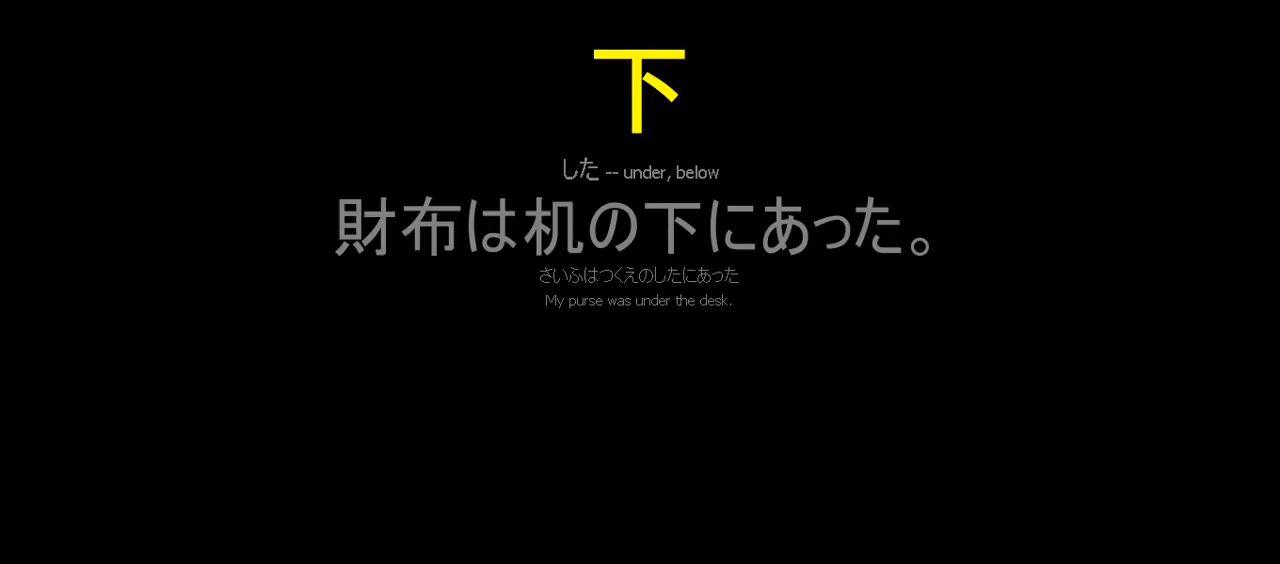 下
した -- under, below
財布は机の下にあった。
さいふはつくえのしたにあった
My purse was under the desk.